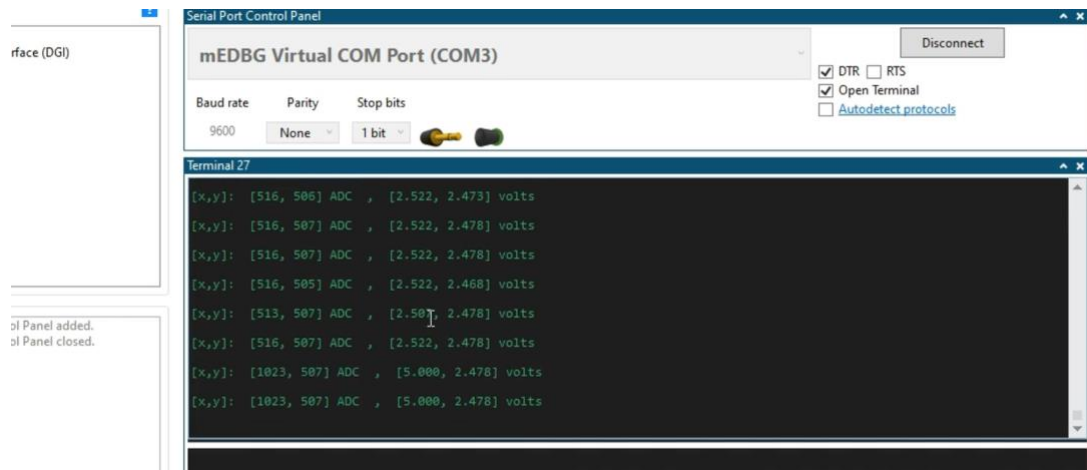 Serial Port Control Panel
rface (DGI)
mEDBG Virtual COM Port (COM3)
Disconnect
DTR RTS
Open Terminal
Autodetect protocols
Baud rate Parity Stop bits
9600 None 1 bit
Terminal 27
[x,y]: [516, 506] ADC , [2.522, 2.473] volts
[x,y]: [516, 507] ADC , [2.522, 2.478] volts
[x,y]: [516, 507] ADC , [2.522, 2.478] volts
[x,y]: [516, 505] ADC , [2.522, 2.468] volts
[x,y]: [513, 507] ADC , 2.478] volts
[x,y]: [516, 507] ADC , [2.522, 2.478] volts
[x,y]: [1023, 507] ADC , [5.000, 2.478] volts
[x,y]: [1023, 507] ADC , [5.000, 2.478] volts
ol Panel added.
ol Panel closed.